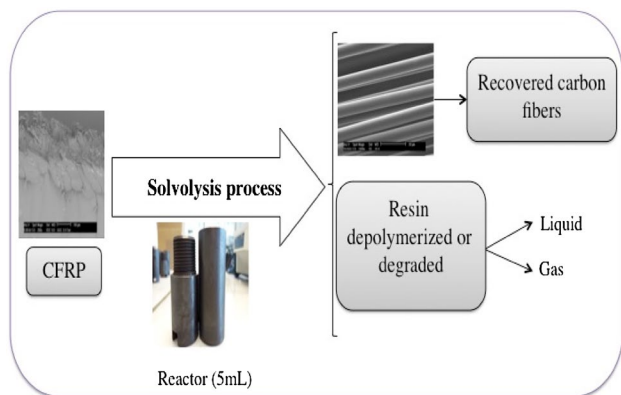 Recovered carbon
fibers
Solvolysis process
CFRP
Reactor (5mL)
Resin
depolymerized or
degraded
Liquid
Gas